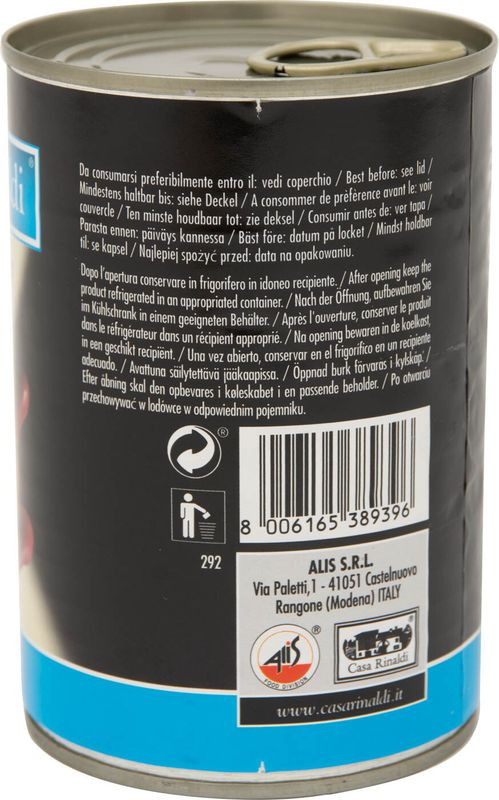 di®
Da consumarsi preferibilmente entro il: vedi coperchio / Best before: see lid /
Mindestens haltbar bis: siehe Deckel / A consommer de prèfèrence avant le: voir
couvercle / Ten minste houdbaar tot: zie deksel / Consumir antes de: ver tapa /
Parasta ennen: päiväys kannessa / Bäst före: datum på locket / Mindst holdbar
til: se kapsel / Najlepiej spożyć przed: data na opakowaniu.
Dopo l'apertura conservare in frigorifero in idoneo recipiente. / After opening keep the
product refrigerated in an appropriated container. / Nach der Öffnung, aufbewahren Sie
im Kühlschrank in einem geeigneten Behälter. / Après l'ouverture, conserver le produit
dans le réfrigérateur dans un récipient approprié. / Na opening bewaren in de koelkast,
in een geschikt recipiënt. / Una vez abierto, conservar en el frigorífico en un recipiente
adecuado. / Avattuna säilytettävä jääkaapissa. / Öppnad burk förvaras i kylskåp. /
Efter åbning skal den opbevares i køleskabet i en passende beholder. / Po otwarciu
przechowywać w lodówce w odpowiednim pojemniku.
®
8 006165 389396
292
ALIS S.R.L.
Via Paletti,1 - 41051 Castelnuovo
Rangone (Modena) ITALY
ALIS ®
FOOD DIVISION
Casa Rinaldi
www.casarinaldi.it